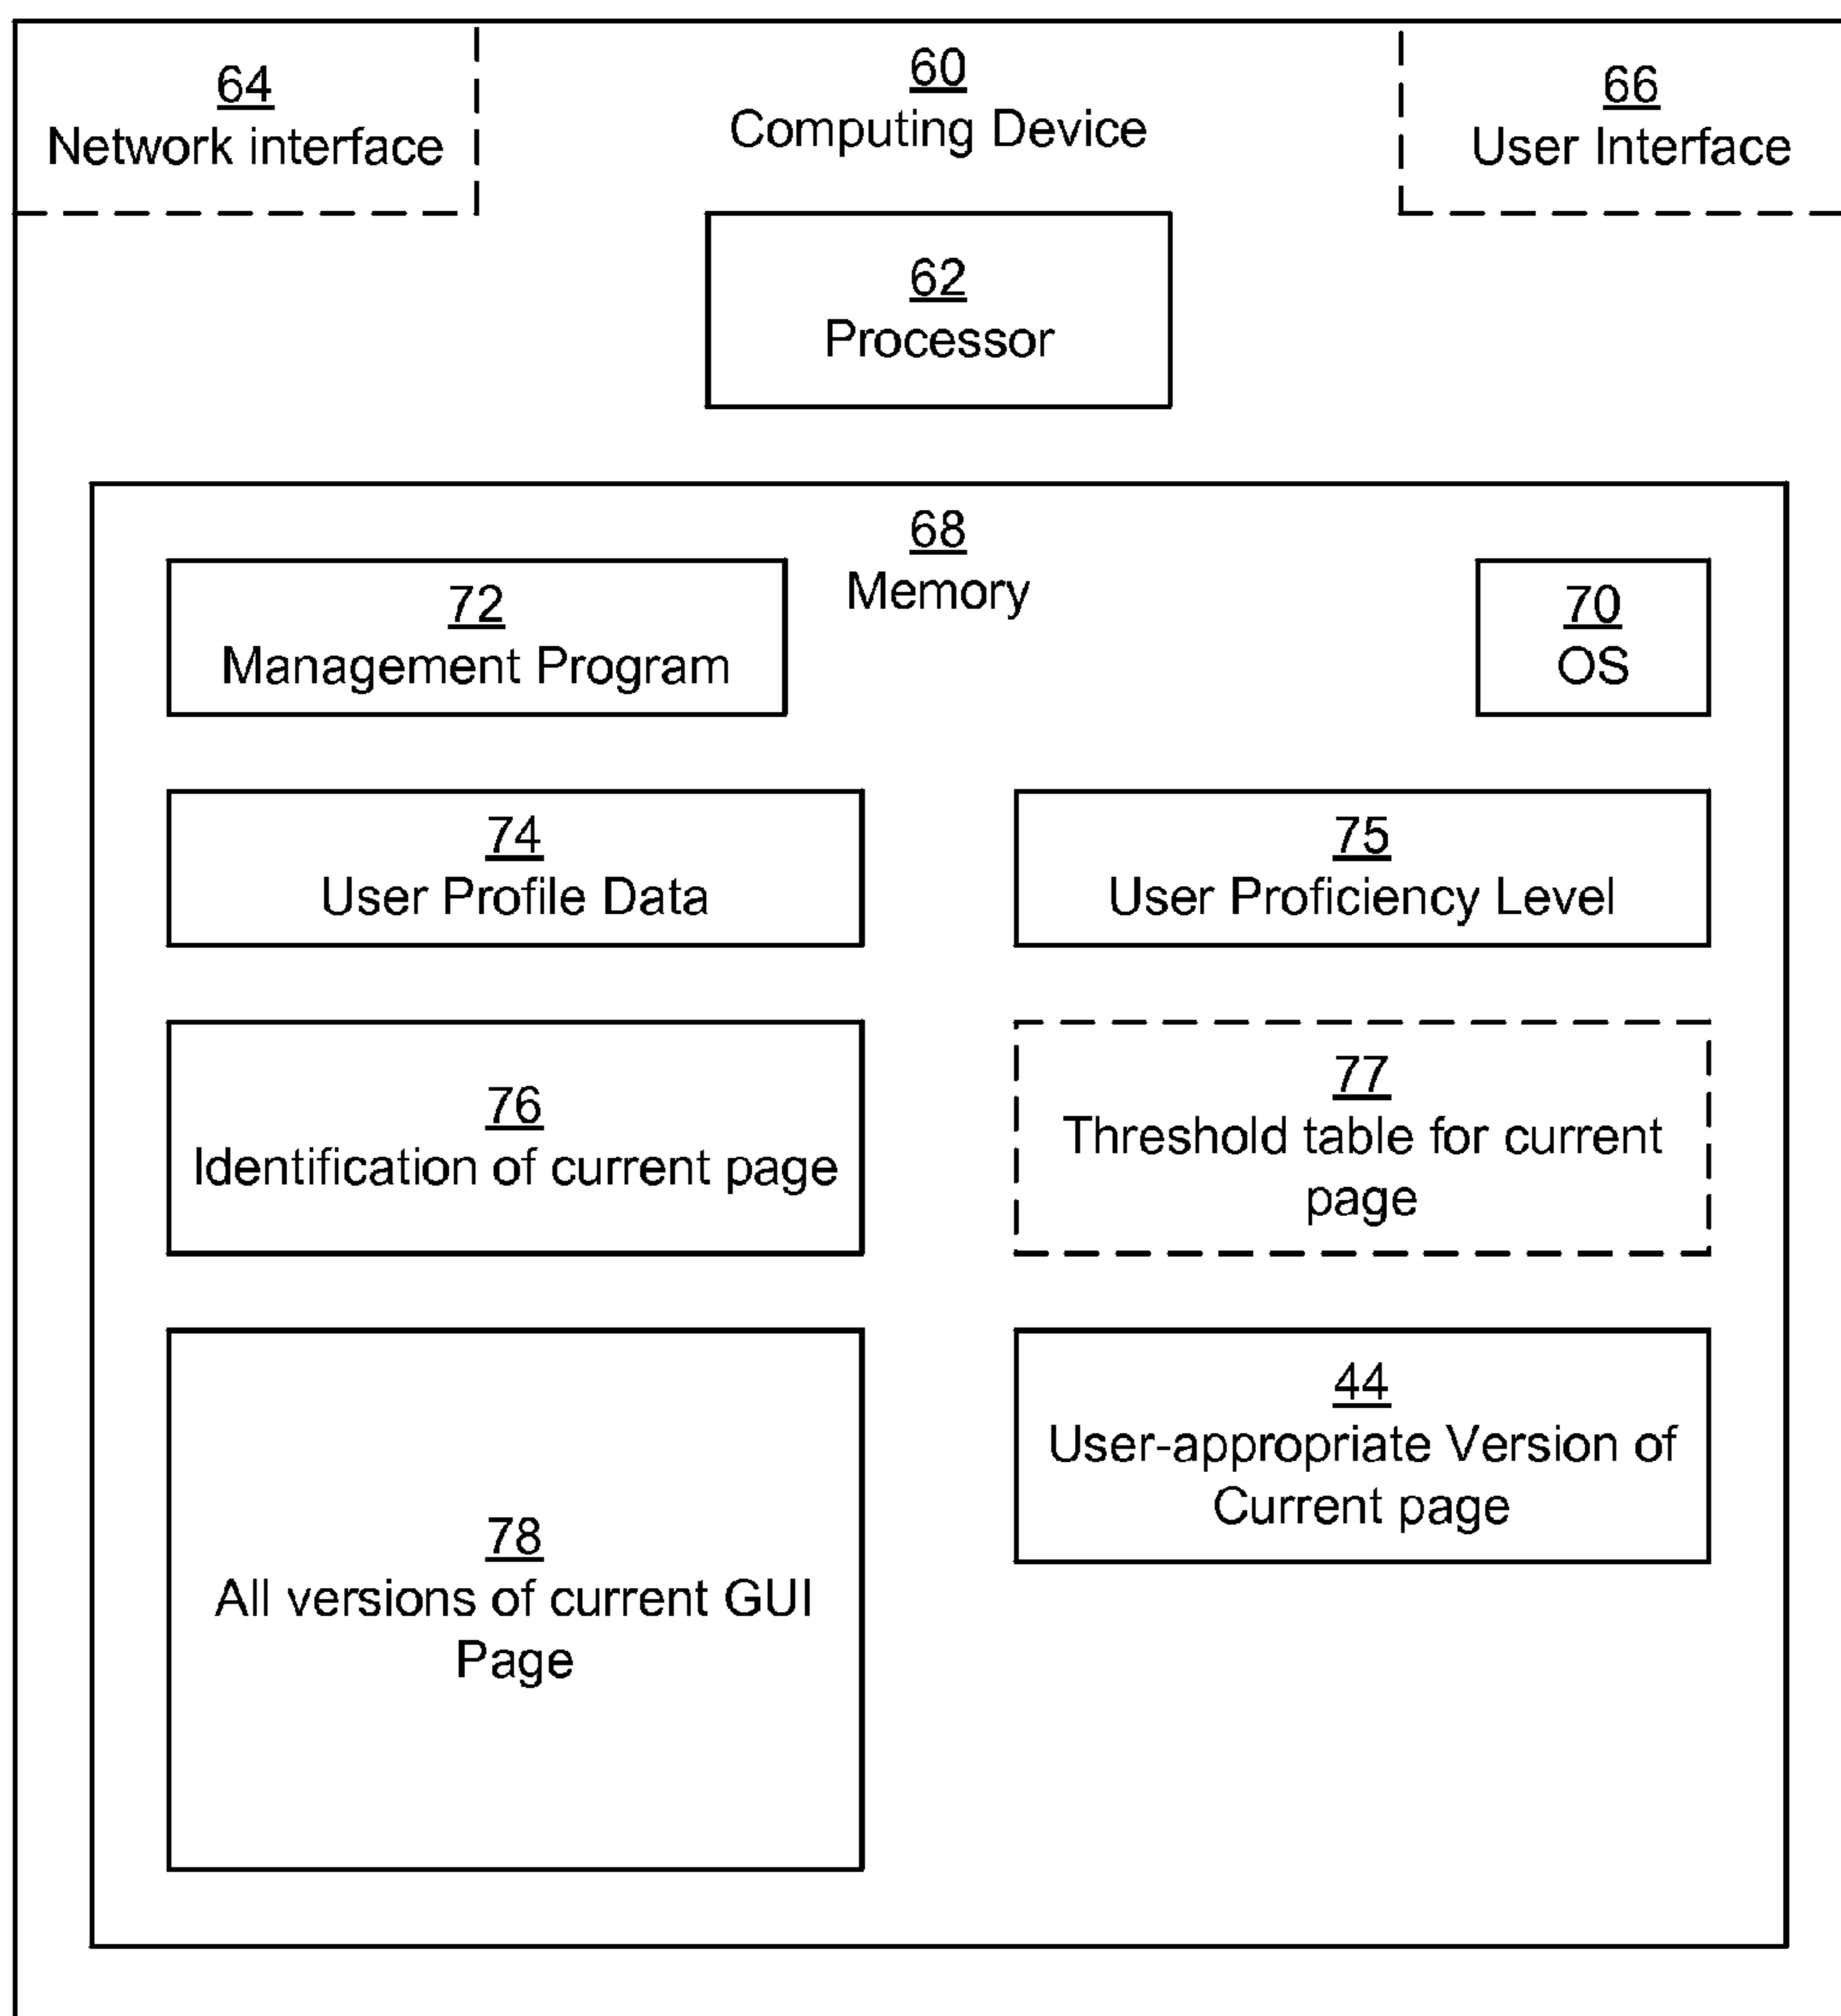 64
Network interface
60
Computing Device
66
User Interface
62
Processor
68
Memory
72
Management Program
70
OS
74
User Profile Data
75
User Proficiency Level
76
Identification of current page
77
Threshold table for current
page
78
All versions of current GUI
Page
44
User-appropriate Version of
Current page